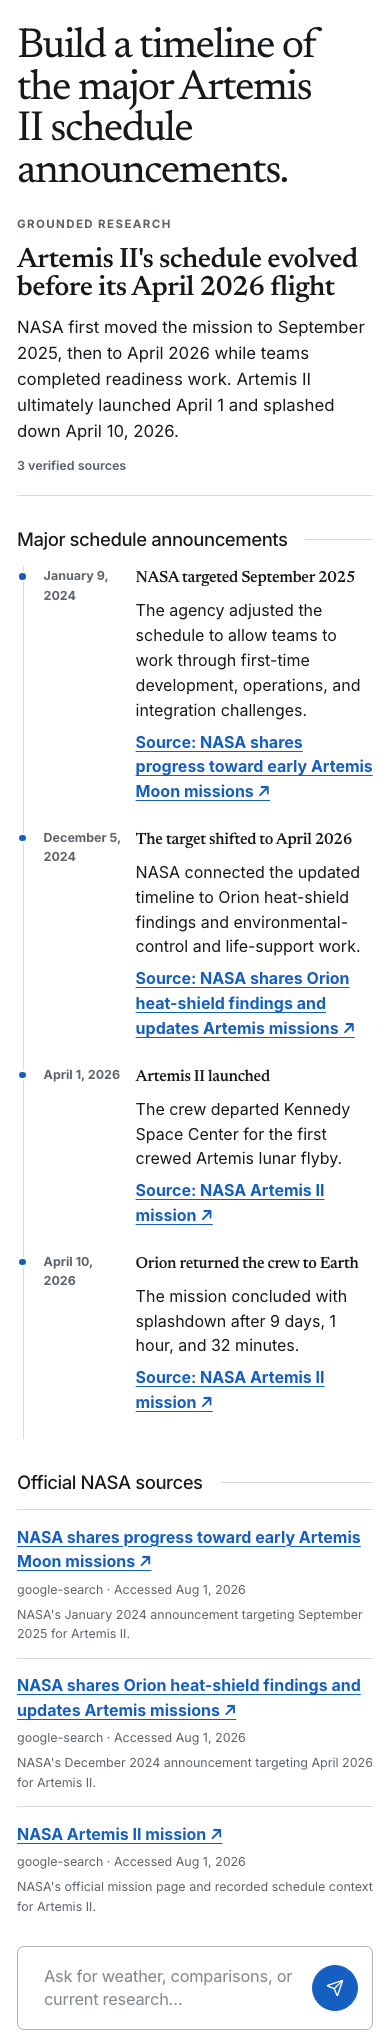 Build a timeline of
the major Artemis
II schedule
announcements.
GROUNDED RESEARCH
Artemis II's schedule evolved
before its April 2026 flight
NASA first moved the mission to September
2025, then to April 2026 while teams
completed readiness work. Artemis II
ultimately launched April 1 and splashed
down April 10, 2026.
3 verified sources
Major schedule announcements
January 9,
2024
NASA targeted September 2025
The agency adjusted the
schedule to allow teams to
work through first-time
development, operations, and
integration challenges.
Source: NASA shares
progress toward early Artemis
Moon missions ↗
December 5,
2024
The target shifted to April 2026
NASA connected the updated
timeline to Orion heat-shield
findings and environmental-
control and life-support work.
Source: NASA shares Orion
heat-shield findings and
updates Artemis missions ↗
April 1, 2026
Artemis II launched
The crew departed Kennedy
Space Center for the first
crewed Artemis lunar flyby.
Source: NASA Artemis II
mission ↗
April 10,
2026
Orion returned the crew to Earth
The mission concluded with
splashdown after 9 days, 1
hour, and 32 minutes.
Source: NASA Artemis II
mission ↗
Official NASA sources
NASA shares progress toward early Artemis
Moon missions ↗
google-search · Accessed Aug 1, 2026
NASA's January 2024 announcement targeting September
2025 for Artemis II.
NASA shares Orion heat-shield findings and
updates Artemis missions ↗
google-search · Accessed Aug 1, 2026
NASA's December 2024 announcement targeting April 2026
for Artemis II.
NASA Artemis II mission ↗
google-search · Accessed Aug 1, 2026
NASA's official mission page and recorded schedule context
for Artemis II.
Ask for weather, comparisons, or
current research...